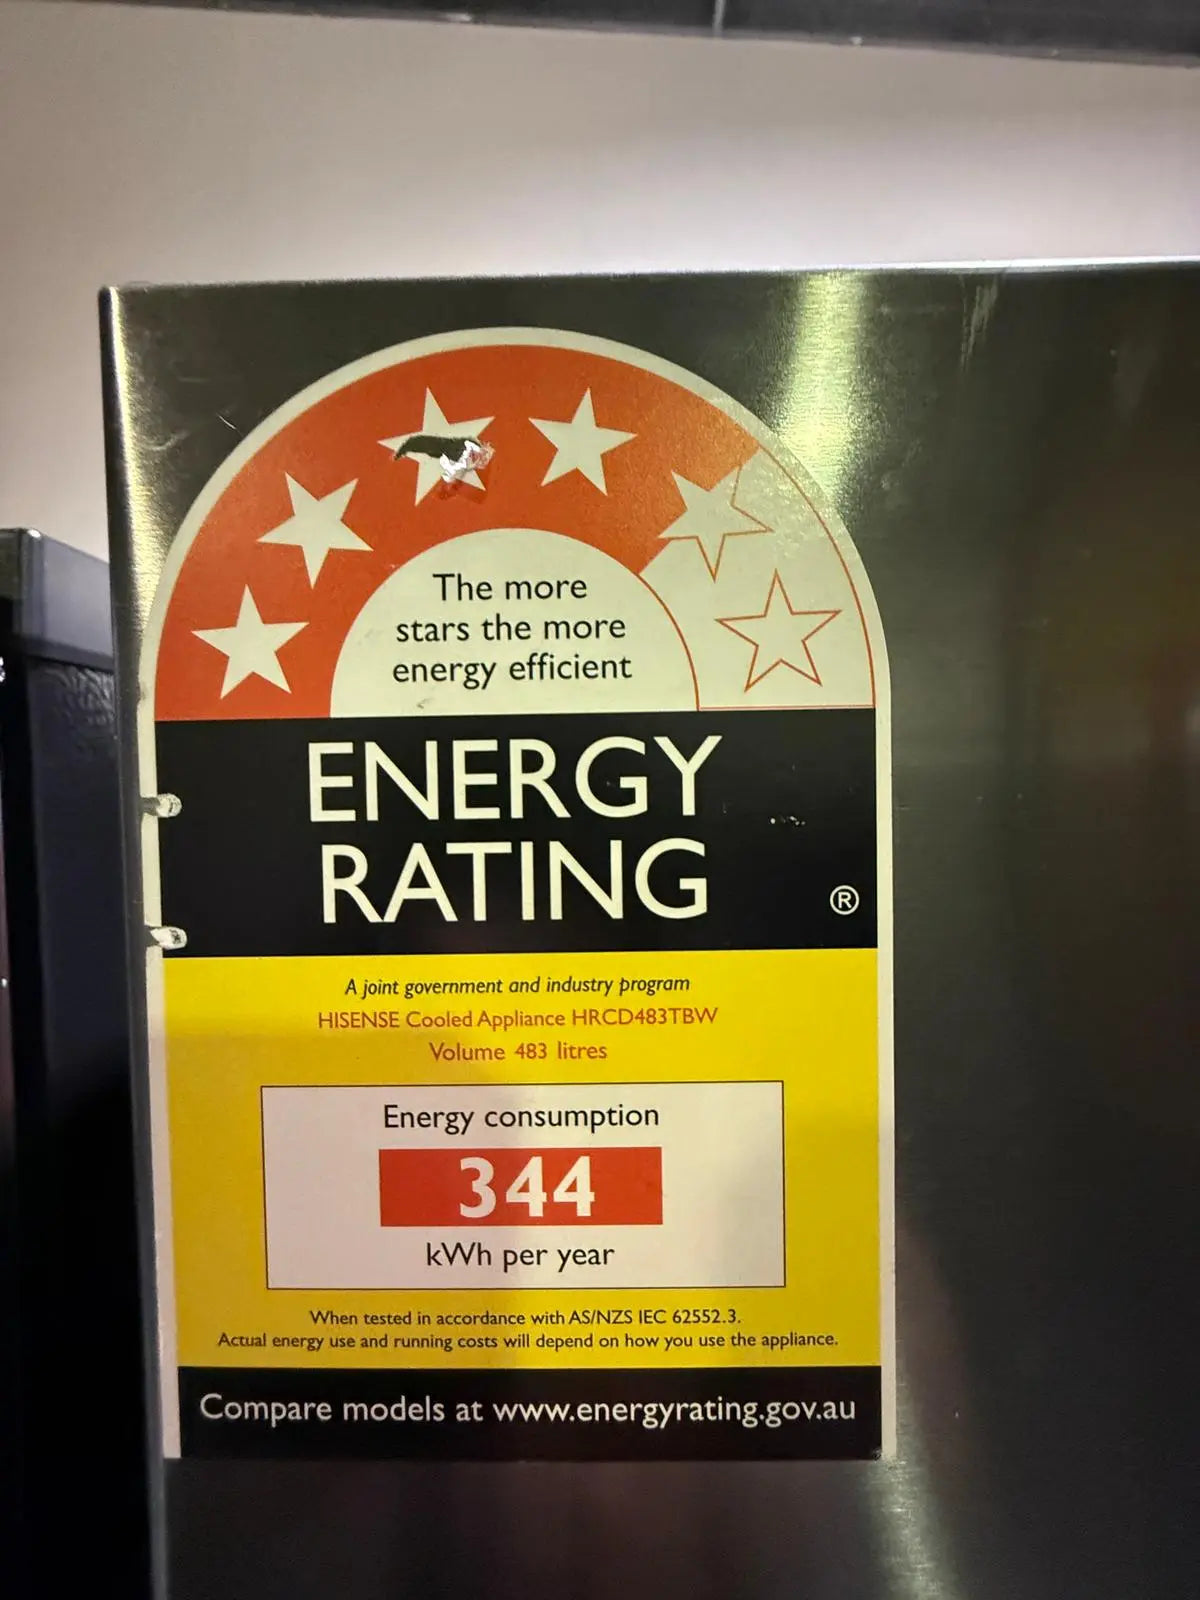 The more
stars the more
energy efficient
ENERGY
RATING
®
A joint government and industry program
HISENSE Cooled Appliance HRCD483TBW
Volume 483 litres
Energy consumption
344
kWh per year
When tested in accordance with AS/NZS IEC 62552.3.
Actual energy use and running costs will depend on how you use the appliance.
Compare models at www.energyrating.gov.au